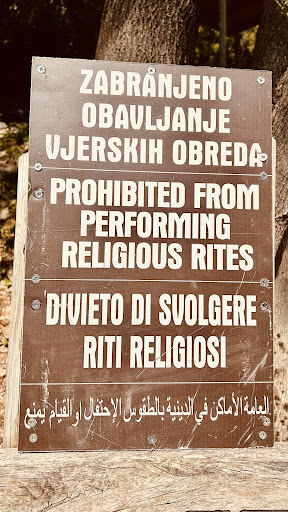 ZABRANJENO
OBAVLJANJE
VJERSKIH OBREDA
PROHIBITED FROM
PERFORMING
RELIGIOUS RITES
DIVIETO DI SVOLGERE
RITI RELIGIOSI
العامة الأماكن في الدينية بالطقوس الإحتفال او القيام يمنع